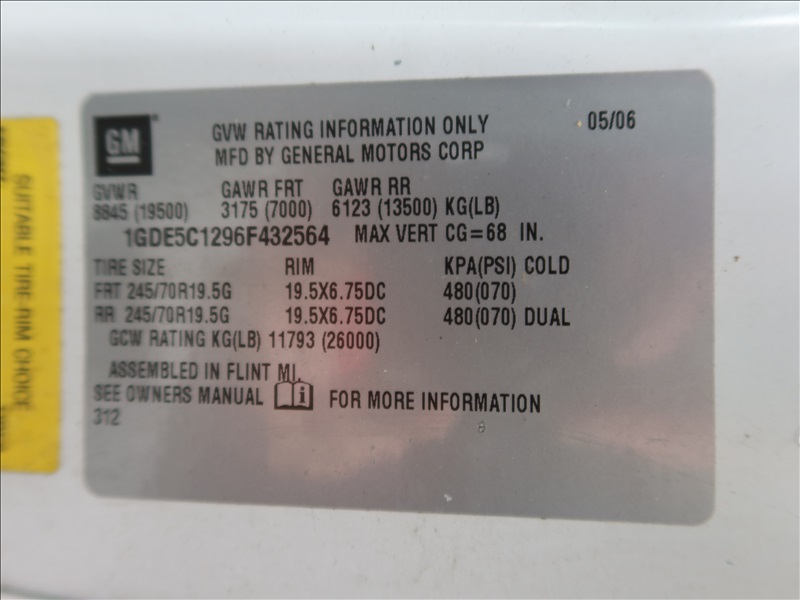 GM
GVW RATING INFORMATION ONLY 05/06
MFD BY GENERAL MOTORS CORP
GVWR GAWR FRT GAWR RR
8845 (19500) 3175 (7000) 6123 (13500) KG(LB)
1GDE5C1296F432564 MAX VERT CG=68 IN.
TIRE SIZE RIM KPA(PSI) COLD
FRT 245/70R19.5G 19.5X6.75DC 480(070)
RR 245/70R19.5G 19.5X6.75DC 480(070) DUAL
GCW RATING KG(LB) 11793 (26000)
ASSEMBLED IN FLINT MI.
SEE OWNERS MANUAL i FOR MORE INFORMATION
312
SUITABLE TIRE RIM CHOICE